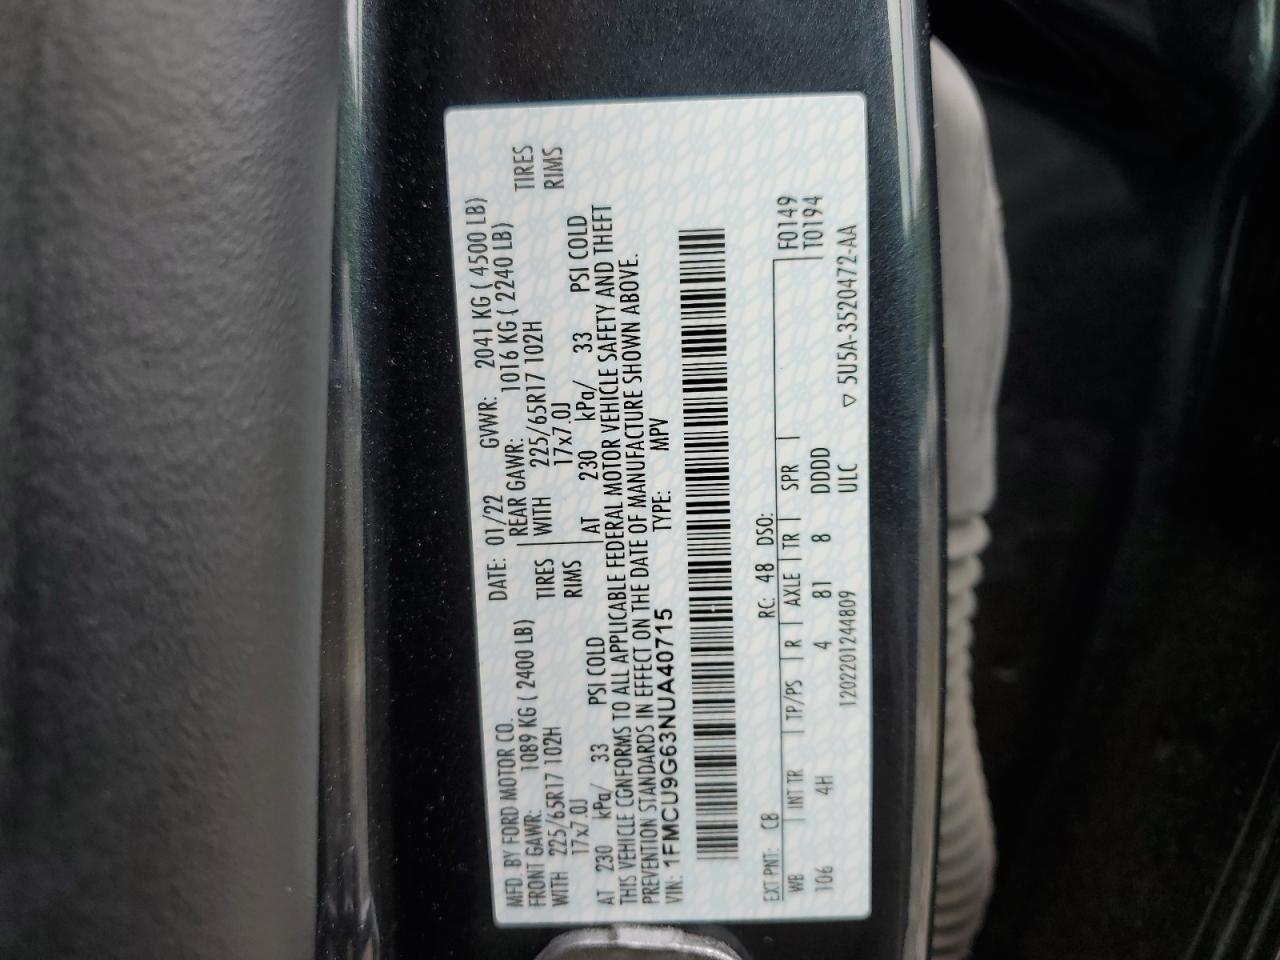 MFD. BY FORD MOTOR CO. DATE: 01/22 GVWR: 2041 KG ( 4500 LB)
FRONT GAWR: 1089 KG ( 2400 LB) REAR GAWR: 1016 KG ( 2240 LB)
WITH 225/65R17 102H TIRES WITH 225/65R17 102H TIRES
17x7.0J RIMS 17x7.0J RIMS
AT 230 kPa/ 33 PSI COLD AT 230 kPa/ 33 PSI COLD
THIS VEHICLE CONFORMS TO ALL APPLICABLE FEDERAL MOTOR VEHICLE SAFETY AND THEFT
PREVENTION STANDARDS IN EFFECT ON THE DATE OF MANUFACTURE SHOWN ABOVE.
VIN: 1FMCU9G63NUA40715 TYPE: MPV
EXT PNT: C8 RC: 48 DSO: F0149
WB INT TR TP/PS R AXLE TR SPR T0194
106 4H 4 81 8 DDDD
1202201244809 ULC ▽ 5U5A-3520472-AA